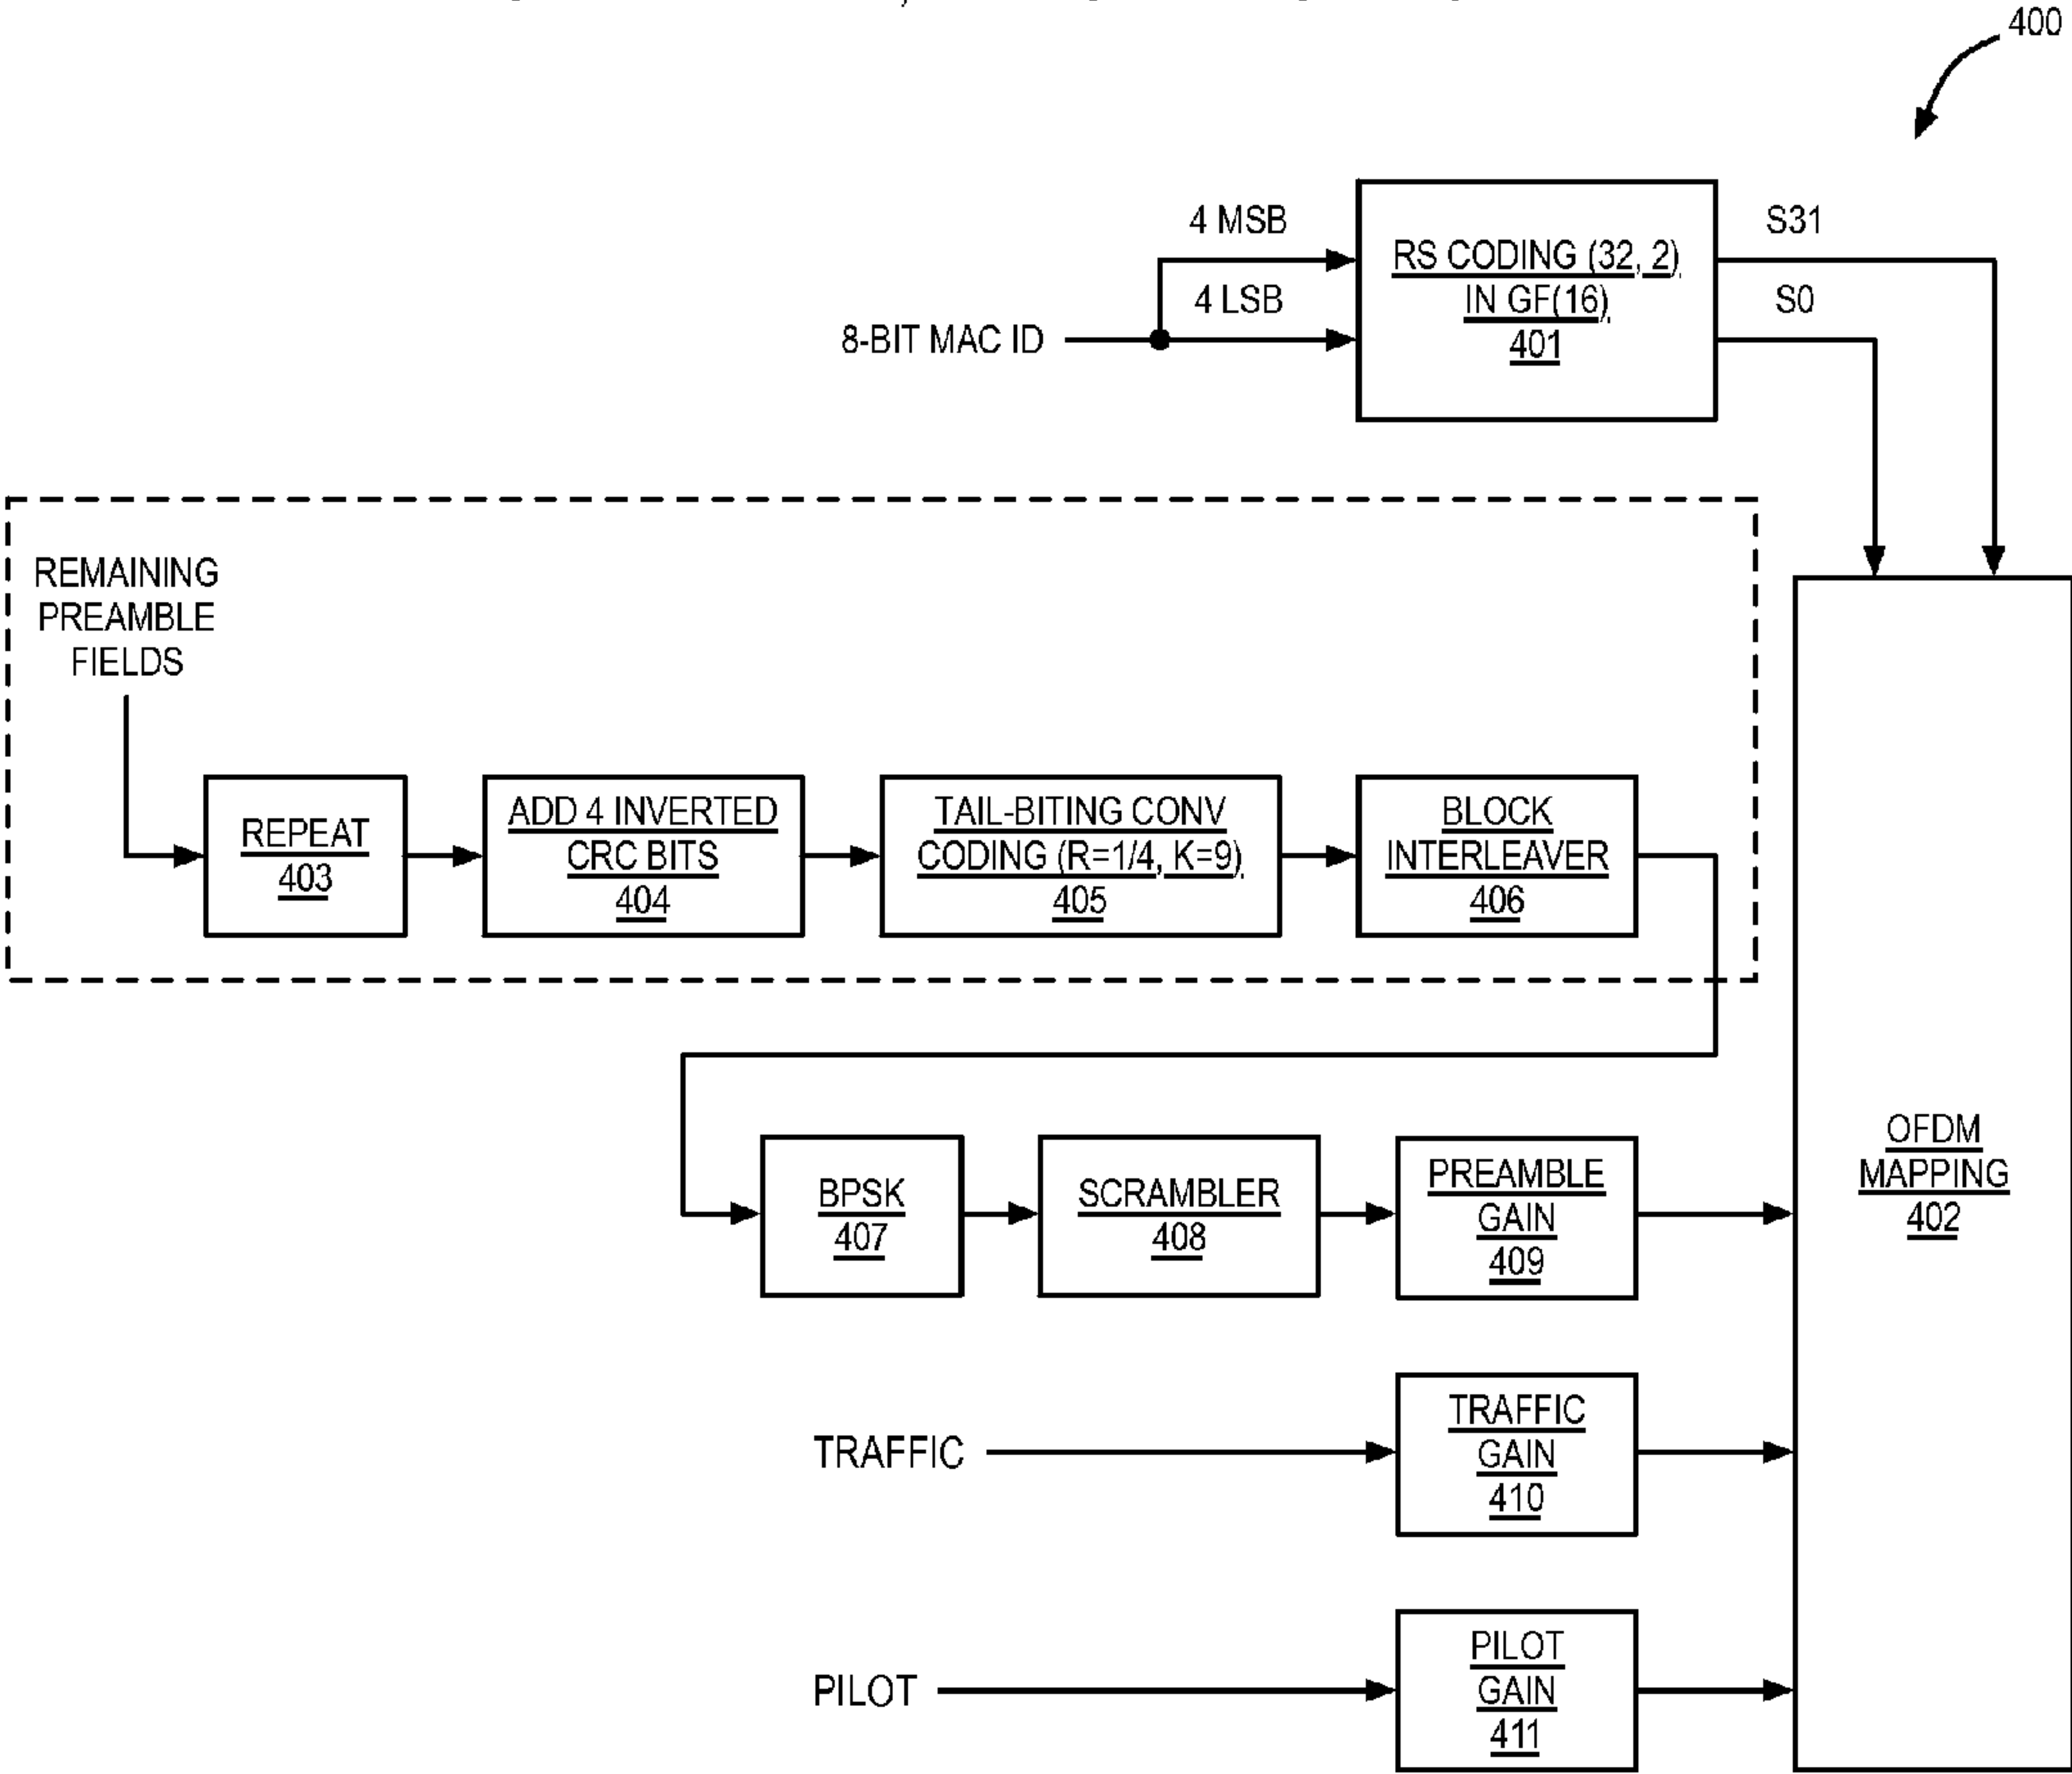 400
4 MSB
4 LSB
8-BIT MAC ID
RS CODING (32, 2)
IN GF(16)
401
S31
S0
REMAINING
PREAMBLE
FIELDS
REPEAT
403
ADD 4 INVERTED
CRC BITS
404
TAIL-BITING CONV
CODING (R=1/4, K=9)
405
BLOCK
INTERLEAVER
406
BPSK
407
SCRAMBLER
408
PREAMBLE
GAIN
409
OFDM
MAPPING
402
TRAFFIC
TRAFFIC
GAIN
410
PILOT
PILOT
GAIN
411